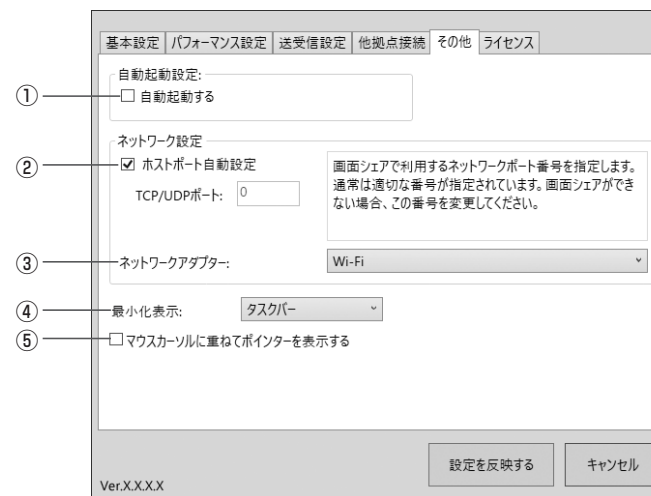 基本設定 パフォーマンス設定 送受信設定 他拠点接続 その他 ライセンス
自動起動設定:
① 自動起動する
ネットワーク設定
② ホストポート自動設定
TCP/UDPポート: 0
画面シェアで利用するネットワークポート番号を指定します。
通常は適切な番号が指定されています。画面シェアができ
ない場合、この番号を変更してください。
③ ネットワークアダプター: Wi-Fi
④ 最小化表示: タスクバー
⑤ マウスカーソルに重ねてポインターを表示する
設定を反映する キャンセル
Ver.X.X.X.X